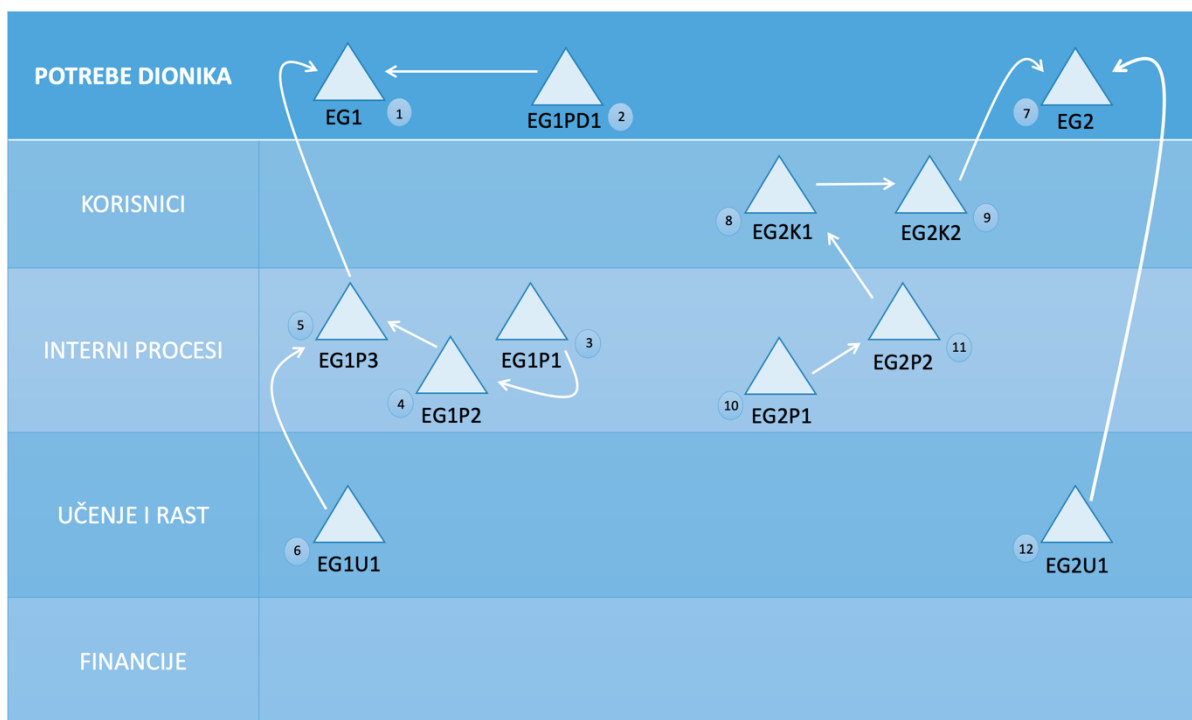 POTREBE DIONIKA
EG1
1
EG1PD1
2
7
EG2
KORISNICI
8
EG2K1
EG2K2
9
INTERNI PROCESI
5
EG1P3
EG1P1
3
4
EG1P2
EG2P2
11
10
EG2P1
UČENJE I RAST
6
EG1U1
12
EG2U1
FINANCIJE